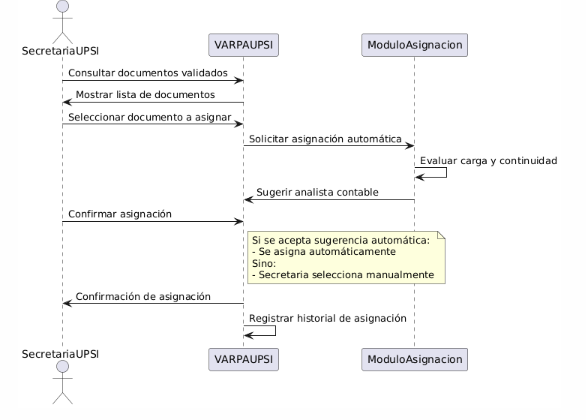 SecretariaUPSI
VARPAUPSI
ModuloAsignacion
Consultar documentos validados
Mostrar lista de documentos
Seleccionar documento a asignar
Solicitar asignación automática
Evaluar carga y continuidad
Sugerir analista contable
Confirmar asignación
Si se acepta sugerencia automática:
- Se asigna automáticamente
Sino:
- Secretaria selecciona manualmente
Confirmación de asignación
Registrar historial de asignación
SecretariaUPSI
VARPAUPSI
ModuloAsignacion